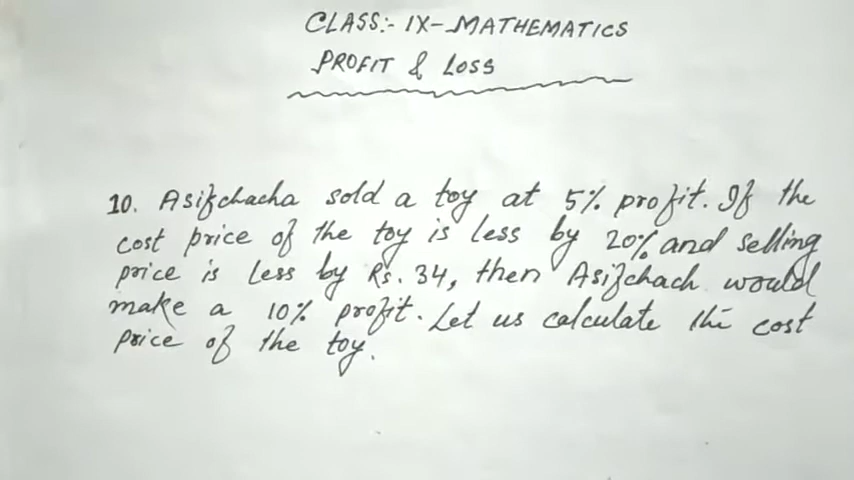 CLASS:- IX- MATHEMATICS
PROFIT & LOSS
10. Asifchacha sold a toy at 5% profit. If the
cost price of the toy is less by 20% and selling
price is less by Rs. 34, then Asifchach would
make a 10% profit. Let us calculate the cost
price of the toy.